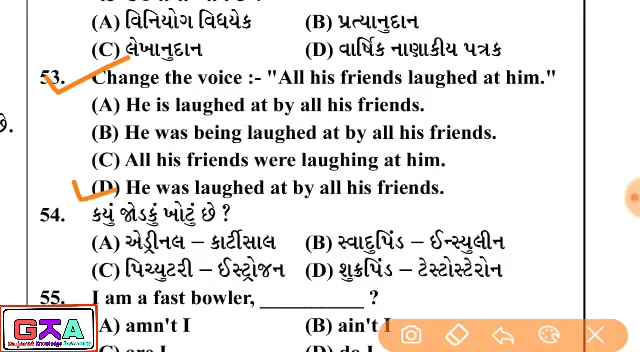 (A) વિનિયોગ વિધયેક (B) પ્રત્યાનુદાન
(C) લેખાનુદાન (D) વાર્ષિક નાણાકીય પત્રક
53. Change the voice :- "All his friends laughed at him."
(A) He is laughed at by all his friends.
છે.
(B) He was being laughed at by all his friends.
(C) All his friends were laughing at him.
(D) He was laughed at by all his friends.
54. કયું જોડકું ખોટું છે ?
(A) એડ્રીનલ – કાર્ટીસાલ (B) સ્વાદુપિંડ – ઈન્સ્યુલીન
(C) પિચ્યુટરી – ઈસ્ટ્રોજન (D) શુક્રપિંડ – ટેસ્ટોસ્ટેરોન
55. I am a fast bowler, ___________ ?
A) amn't I (B) ain't I
GKA